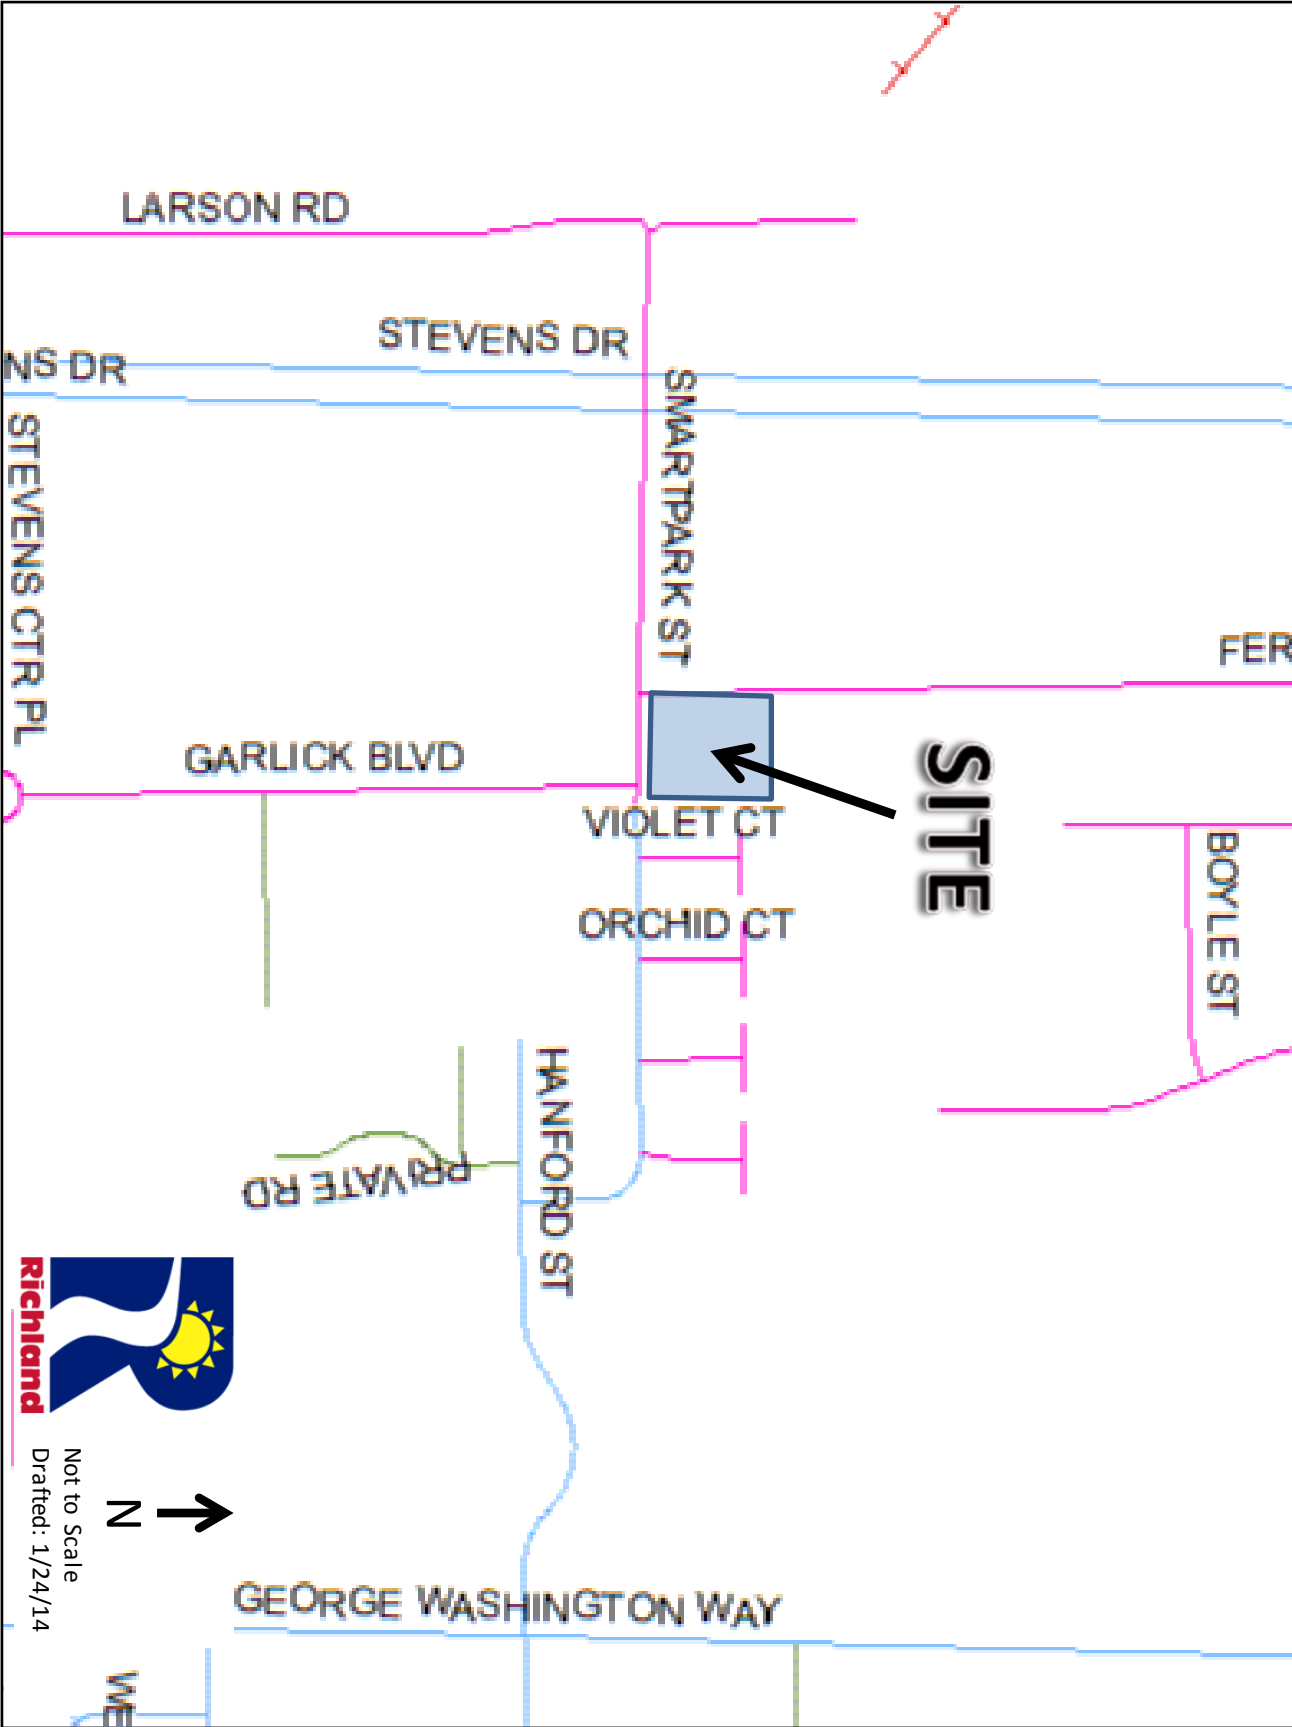 LARSON RD
STEVENS DR
NS DR
SMARTPARK ST
STEVENS CTR PL
FER
GARLICK BLVD
SITE
VIOLET CT
BOYLE ST
ORCHID CT
HANFORD ST
PRIVATE RD
Richland
Not to Scale
Drafted: 1/24/14
N
GEORGE WASHINGTON WAY
WE